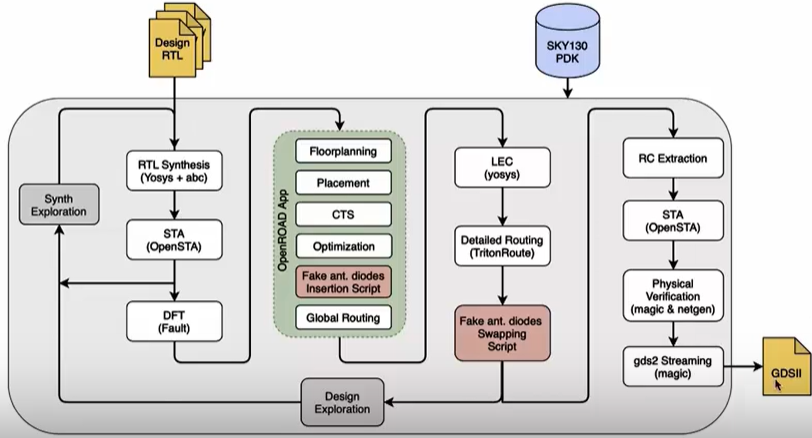 Design
RTL
SKY130
PDK
Synth
Exploration
RTL Synthesis
(Yosys + abc)
STA
(OpenSTA)
DFT
(Fault)
OpenROAD App
Floorplanning
Placement
CTS
Optimization
Fake ant. diodes
Insertion Script
Global Routing
LEC
(yosys)
Detailed Routing
(TritonRoute)
Fake ant. diodes
Swapping
Script
Design
Exploration
RC Extraction
STA
(OpenSTA)
Physical
Verification
(magic & netgen)
gds2 Streaming
(magic)
GDSII